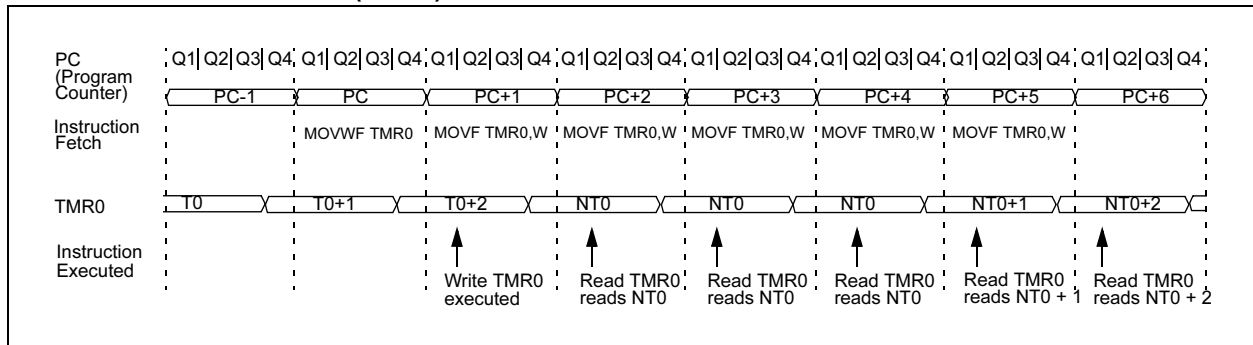 PC
(Program
Counter)
Q1 Q2 Q3 Q4 Q1 Q2 Q3 Q4 Q1 Q2 Q3 Q4 Q1 Q2 Q3 Q4 Q1 Q2 Q3 Q4 Q1 Q2 Q3 Q4 Q1 Q2 Q3 Q4 Q1 Q2 Q3 Q4
PC-1 PC PC+1 PC+2 PC+3 PC+4 PC+5 PC+6
Instruction
Fetch
MOVWF TMR0 MOVF TMR0,W MOVF TMR0,W MOVF TMR0,W MOVF TMR0,W MOVF TMR0,W
TMR0 T0 T0+1 T0+2 NT0 NT0 NT0 NT0+1 NT0+2
Instruction
Executed
Write TMR0
executed
Read TMR0
reads NT0
Read TMR0
reads NT0
Read TMR0
reads NT0
Read TMR0
reads NT0 + 1
Read TMR0
reads NT0 + 2